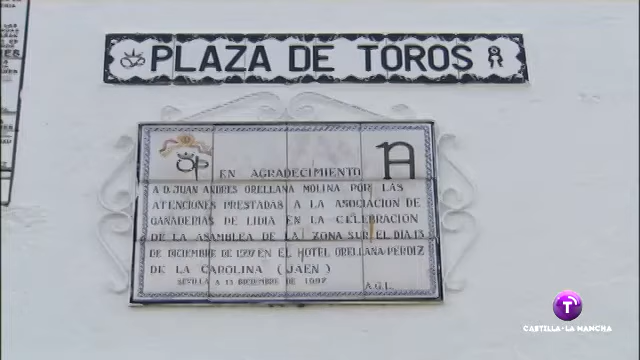 PLAZA DE TOROS
EN AGRADECIMIENTO
A D. JUAN ANDRES ORELLANA MOLINA POR LAS
ATENCIONES PRESTADAS A LA ASOCIACION DE
GANADERIAS DE LIDIA EN LA CELEBRACION
DE LA ASAMBLEA DE LA ZONA SUR EL DIA 13
DE DICIEMBRE DE 1997 EN EL HOTEL ORELLANA PERDIZ
DE LA CAROLINA (JAEN)
SEVILLA A 13 DICIEMBRE DE 1997
A.G.L.
CASTILLA-LA MANCHA